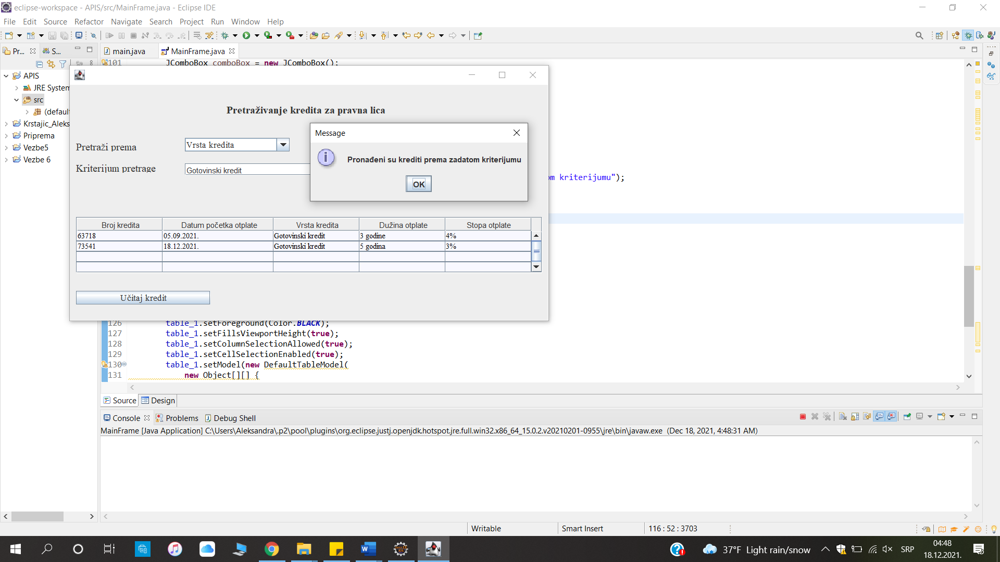 eclipse-workspace - APIS/src/MainFrame.java - Eclipse IDE
File Edit Source Refactor Navigate Search Project Run Window Help
Pr... S... main.java MainFrame.java
101 JComboBox comboBox = new JComboBox();
APIS
JRE System
src
(defaul
Krstajic_Aleks
Priprema
Vezbe5
Vezbe 6
Pretraživanje kredita za pravna lica
Pretraži prema Vrsta kredita
Kriterijum pretrage Gotovinski kredit
Message
Pronađeni su krediti prema zadatom kriterijumu
OK
om kriterijumu");
Broj kredita Datum početka otplate Vrsta kredita Dužina otplate Stopa otplate
63718 05.09.2021. Gotovinski kredit 3 godine 4%
73541 18.12.2021. Gotovinski kredit 5 godina 3%
Učitaj kredit
126 table_1.setForeground(Color.BLACK);
127 table_1.setFillsViewportHeight(true);
128 table_1.setColumnSelectionAllowed(true);
129 table_1.setCellSelectionEnabled(true);
130 table_1.setModel(new DefaultTableModel(
131 new Object[][] {
Source Design
Console Problems Debug Shell
MainFrame [Java Application] C:\Users\Aleksandra\.p2\pool\plugins\org.eclipse.justj.openjdk.hotspot.jre.full.win32.x86_64_15.0.2.v20210201-0955\jre\bin\javaw.exe (Dec 18, 2021, 4:48:31 AM)
Writable Smart Insert 116 : 52 : 3703
37°F Light rain/snow SRP 04:48
18.12.2021.